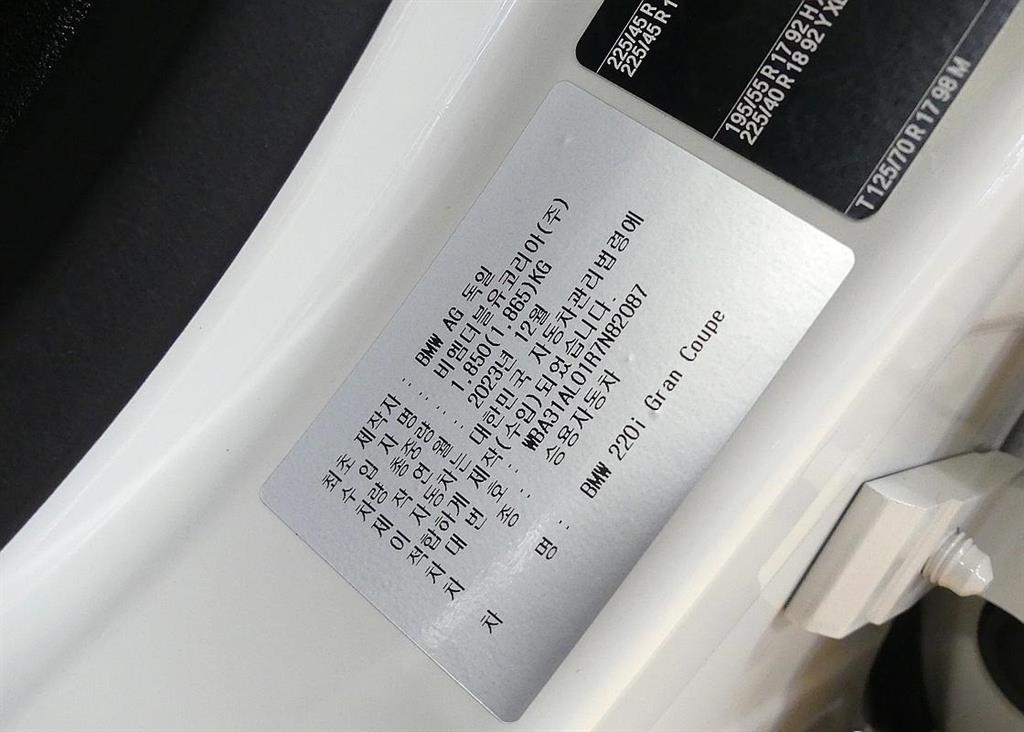 225/45 R
225/45 R 1
195/55 R 17 92 H
225/40 R 18 92 Y XL
T 125/70 R 17 98 M
최초 제작자 : BMW AG 독일
수 입 자 명 : 비엠더블유코리아(주)
차량 총중량 : 1,850(1,865)KG
제 작 연 월 : 2023년 12월
이 자동차는 대한민국 자동차관리법령에
적합하게 제작(수입)되었습니다.
차 대 번 호 : WBA31AL01R7N82087
차 종 : 승용자동차
차 명 : BMW 220i Gran Coupe